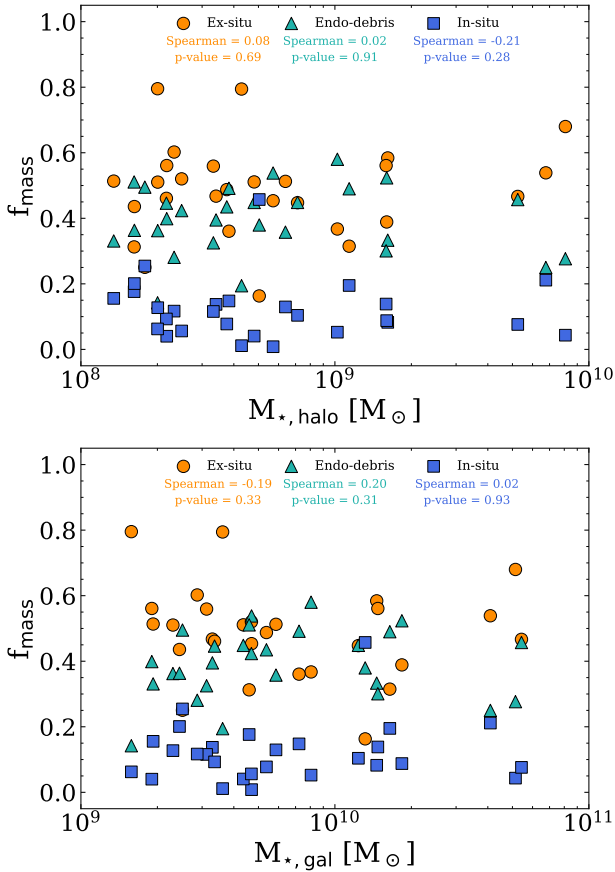 1.0
0.8
0.6
0.4
0.2
0.0
f_mass
Ex-situ Endo-debris In-situ
Spearman = 0.08 Spearman = 0.02 Spearman = -0.21
p-value = 0.69 p-value = 0.91 p-value = 0.28
10^8 10^9 10^10
M_⋆,halo [M_⊙]
1.0
0.8
0.6
0.4
0.2
0.0
f_mass
Ex-situ Endo-debris In-situ
Spearman = -0.19 Spearman = 0.20 Spearman = 0.02
p-value = 0.33 p-value = 0.31 p-value = 0.93
10^9 10^10 10^11
M_⋆,gal [M_⊙]